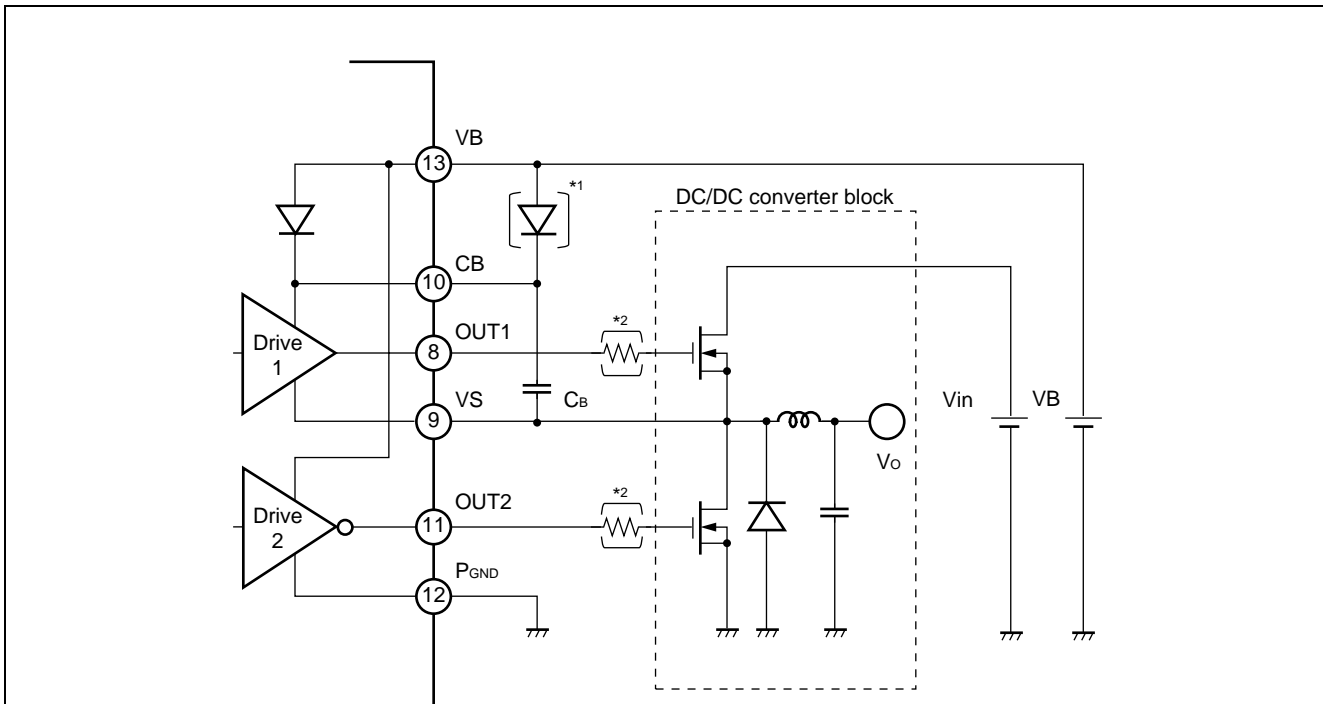 VB
13
*1
DC/DC converter block
CB
10
OUT1
*2
Drive
1
8
VS
CB
Vin
VB
9
VO
OUT2
*2
Drive
2
11
PGND
12